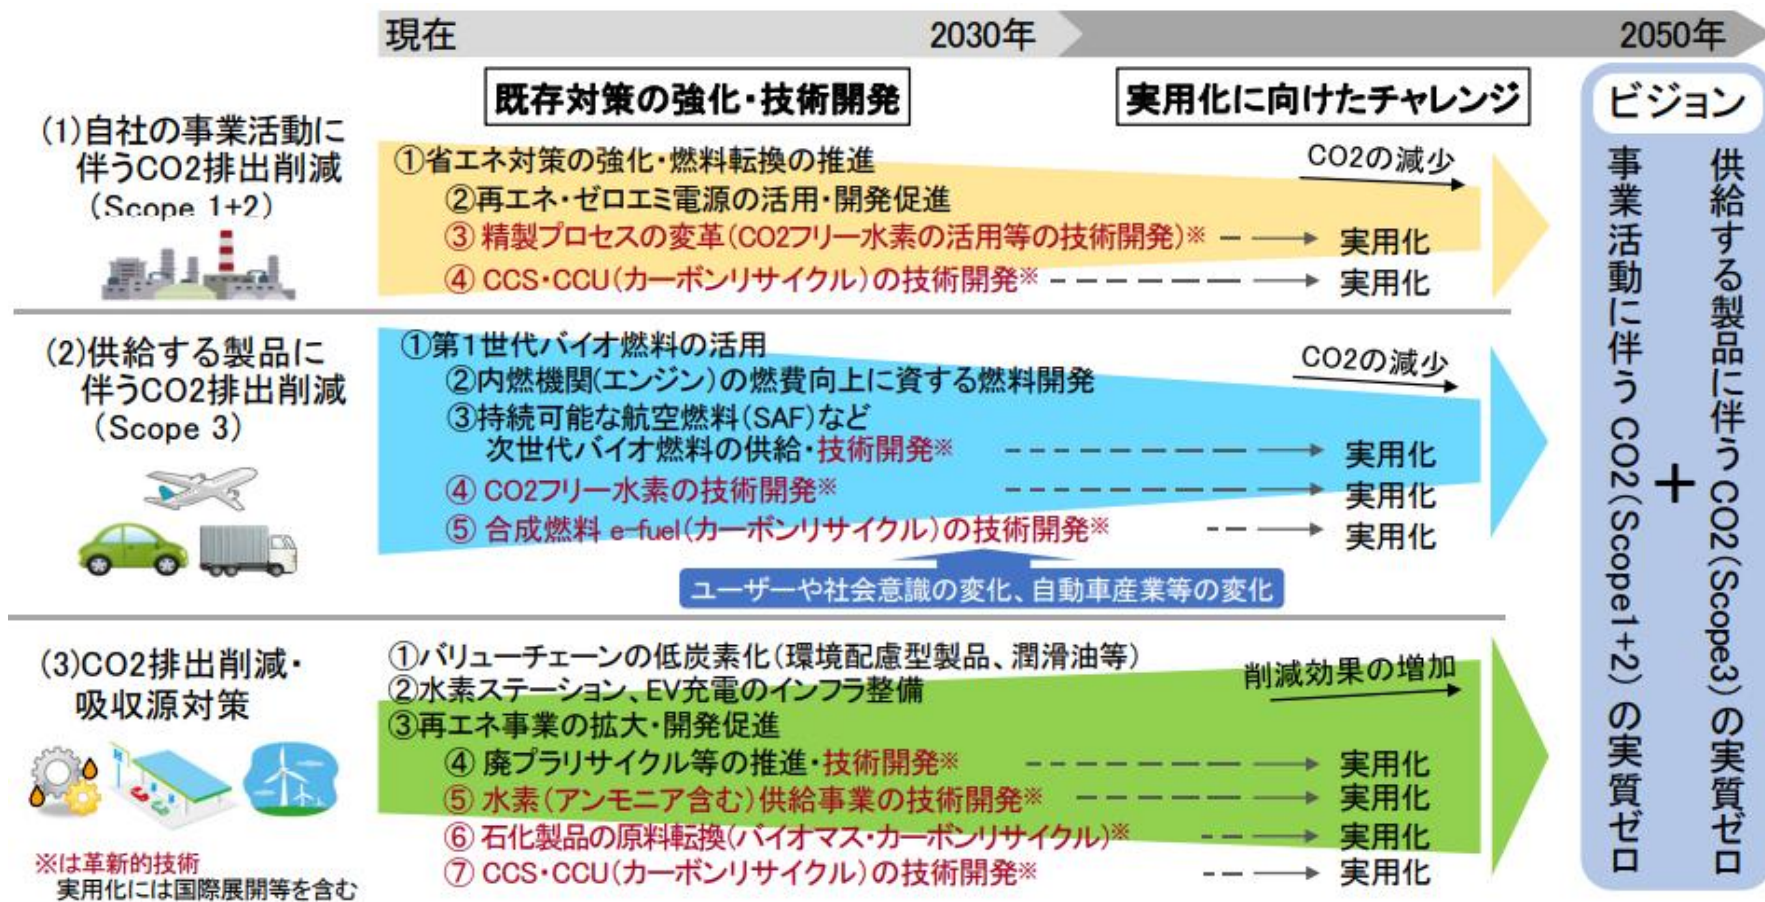 現在
2030年
2050年
既存対策の強化・技術開発
実用化に向けたチャレンジ
(1)自社の事業活動に
伴うCO2排出削減
(Scope 1+2)
①省エネ対策の強化・燃料転換の推進
CO2の減少
②再エネ・ゼロエミ電源の活用・開発促進
③ 精製プロセスの変革(CO2フリー水素の活用等の技術開発)※
実用化
④ CCS・CCU(カーボンリサイクル)の技術開発※
実用化
(2)供給する製品に
伴うCO2排出削減
(Scope 3)
①第1世代バイオ燃料の活用
CO2の減少
②内燃機関(エンジン)の燃費向上に資する燃料開発
③持続可能な航空燃料(SAF)など
次世代バイオ燃料の供給・技術開発※
実用化
④ CO2フリー水素の技術開発※
実用化
⑤ 合成燃料 e-fuel(カーボンリサイクル)の技術開発※
実用化
ユーザーや社会意識の変化、自動車産業等の変化
(3)CO2排出削減・
吸収源対策
①バリューチェーンの低炭素化(環境配慮型製品、潤滑油等)
削減効果の増加
②水素ステーション、EV充電のインフラ整備
③再エネ事業の拡大・開発促進
④ 廃プラリサイクル等の推進・技術開発※
実用化
⑤ 水素(アンモニア含む)供給事業の技術開発※
実用化
⑥ 石化製品の原料転換(バイオマス・カーボンリサイクル)※
実用化
⑦ CCS・CCU(カーボンリサイクル)の技術開発※
実用化
※は革新的技術
実用化には国際展開等を含む
ビジョン
事業活動に伴うCO2(Scope1+2)の実質ゼロ
+
供給する製品に伴うCO2(Scope3)の実質ゼロ